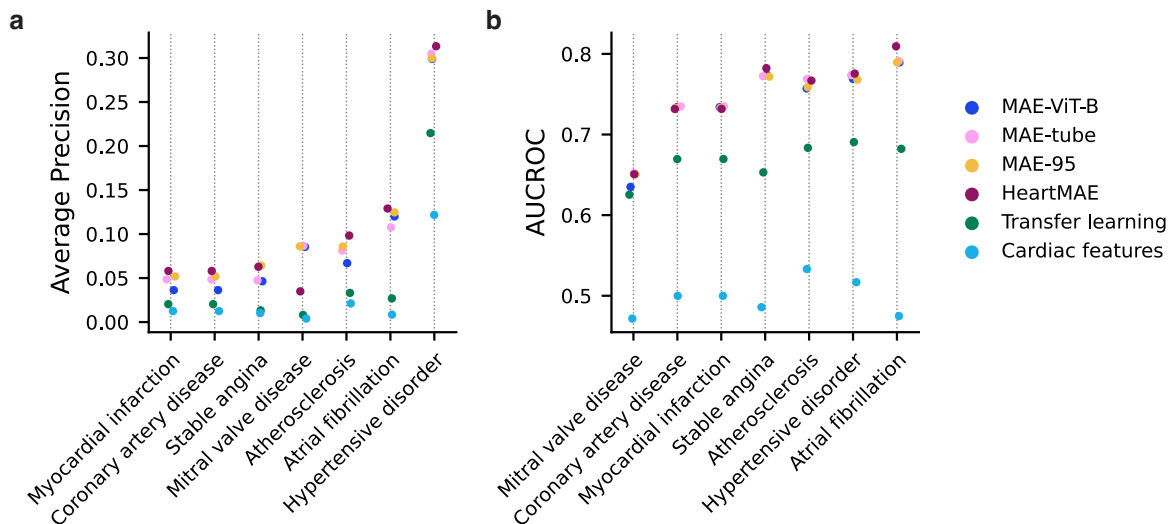 a
Average Precision
0.30
0.25
0.20
0.15
0.10
0.05
0.00
Myocardial infarction
Coronary artery disease
Stable angina
Mitral valve disease
Atherosclerosis
Atrial fibrillation
Hypertensive disorder
b
AUCROC
0.8
0.7
0.6
0.5
Mitral valve disease
Coronary artery disease
Myocardial infarction
Stable angina
Atherosclerosis
Hypertensive disorder
Atrial fibrillation
MAE-ViT-B
MAE-tube
MAE-95
HeartMAE
Transfer learning
Cardiac features